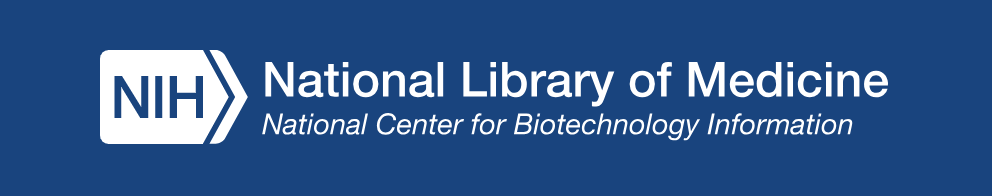 NIH
National Library of Medicine
National Center for Biotechnology Information